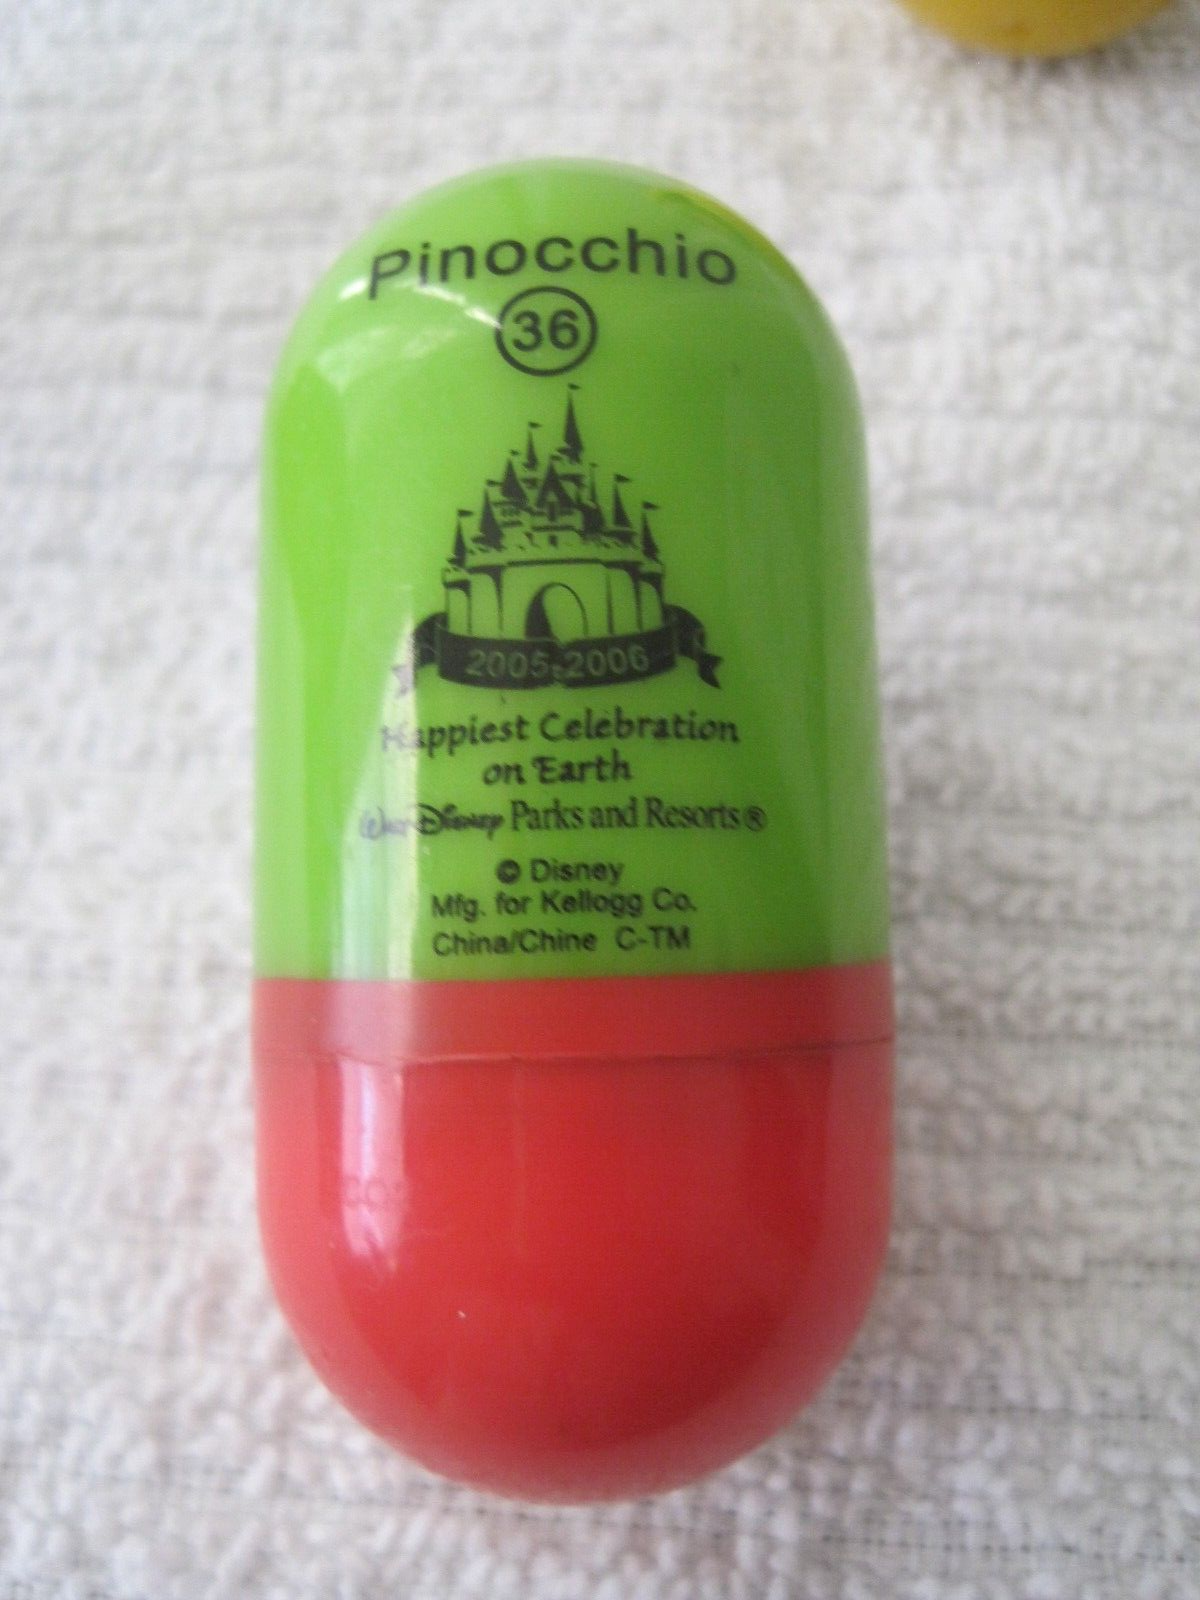 Pinocchio
36
2005-2006
Happiest Celebration
on Earth
Walt Disney Parks and Resorts®
© Disney
Mfg. for Kellogg Co.
China/Chine C-TM